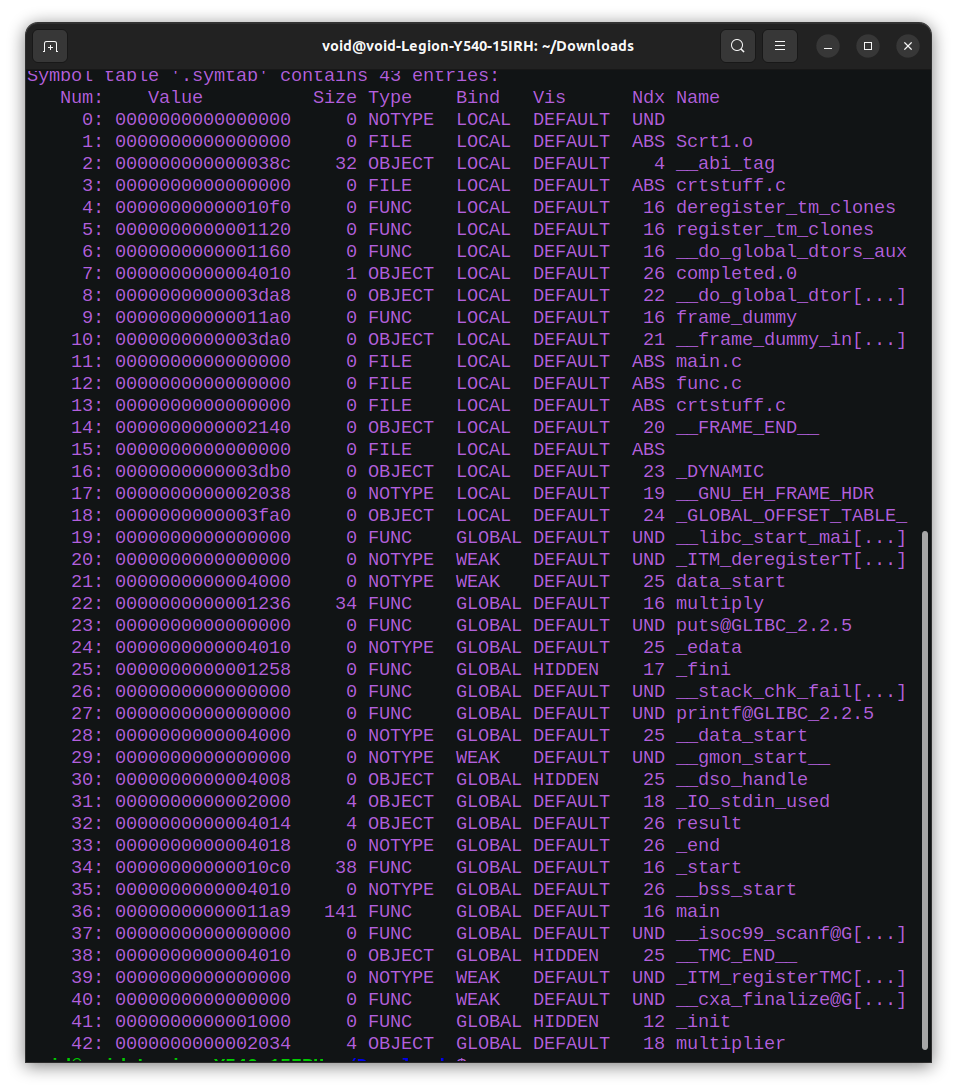 void@void-Legion-Y540-15IRH: ~/Downloads
Symbol table '.symtab' contains 43 entries:
   Num:    Value          Size Type    Bind   Vis      Ndx Name
     0: 0000000000000000     0 NOTYPE  LOCAL  DEFAULT  UND
     1: 0000000000000000     0 FILE    LOCAL  DEFAULT  ABS Scrt1.o
     2: 000000000000038c    32 OBJECT  LOCAL  DEFAULT    4 __abi_tag
     3: 0000000000000000     0 FILE    LOCAL  DEFAULT  ABS crtstuff.c
     4: 00000000000010f0     0 FUNC    LOCAL  DEFAULT   16 deregister_tm_clones
     5: 0000000000001120     0 FUNC    LOCAL  DEFAULT   16 register_tm_clones
     6: 0000000000001160     0 FUNC    LOCAL  DEFAULT   16 __do_global_dtors_aux
     7: 0000000000004010     1 OBJECT  LOCAL  DEFAULT   26 completed.0
     8: 0000000000003da8     0 OBJECT  LOCAL  DEFAULT   22 __do_global_dtor[...]
     9: 00000000000011a0     0 FUNC    LOCAL  DEFAULT   16 frame_dummy
    10: 0000000000003da0     0 OBJECT  LOCAL  DEFAULT   21 __frame_dummy_in[...]
    11: 0000000000000000     0 FILE    LOCAL  DEFAULT  ABS main.c
    12: 0000000000000000     0 FILE    LOCAL  DEFAULT  ABS func.c
    13: 0000000000000000     0 FILE    LOCAL  DEFAULT  ABS crtstuff.c
    14: 0000000000002140     0 OBJECT  LOCAL  DEFAULT   20 __FRAME_END__
    15: 0000000000000000     0 FILE    LOCAL  DEFAULT  ABS
    16: 0000000000003db0     0 OBJECT  LOCAL  DEFAULT   23 _DYNAMIC
    17: 0000000000002038     0 NOTYPE  LOCAL  DEFAULT   19 __GNU_EH_FRAME_HDR
    18: 0000000000003fa0     0 OBJECT  LOCAL  DEFAULT   24 _GLOBAL_OFFSET_TABLE_
    19: 0000000000000000     0 FUNC    GLOBAL DEFAULT  UND __libc_start_mai[...]
    20: 0000000000000000     0 NOTYPE  WEAK   DEFAULT  UND _ITM_deregisterT[...]
    21: 0000000000004000     0 NOTYPE  WEAK   DEFAULT   25 data_start
    22: 0000000000001236    34 FUNC    GLOBAL DEFAULT   16 multiply
    23: 0000000000000000     0 FUNC    GLOBAL DEFAULT  UND puts@GLIBC_2.2.5
    24: 0000000000004010     0 NOTYPE  GLOBAL DEFAULT   25 _edata
    25: 0000000000001258     0 FUNC    GLOBAL HIDDEN    17 _fini
    26: 0000000000000000     0 FUNC    GLOBAL DEFAULT  UND __stack_chk_fail[...]
    27: 0000000000000000     0 FUNC    GLOBAL DEFAULT  UND printf@GLIBC_2.2.5
    28: 0000000000004000     0 NOTYPE  GLOBAL DEFAULT   25 __data_start
    29: 0000000000000000     0 NOTYPE  WEAK   DEFAULT  UND __gmon_start__
    30: 0000000000004008     0 OBJECT  GLOBAL HIDDEN    25 __dso_handle
    31: 0000000000002000     4 OBJECT  GLOBAL DEFAULT   18 _IO_stdin_used
    32: 0000000000004014     4 OBJECT  GLOBAL DEFAULT   26 result
    33: 0000000000004018     0 NOTYPE  GLOBAL DEFAULT   26 _end
    34: 00000000000010c0    38 FUNC    GLOBAL DEFAULT   16 _start
    35: 0000000000004010     0 NOTYPE  GLOBAL DEFAULT   26 __bss_start
    36: 00000000000011a9   141 FUNC    GLOBAL DEFAULT   16 main
    37: 0000000000000000     0 FUNC    GLOBAL DEFAULT  UND __isoc99_scanf@G[...]
    38: 0000000000004010     0 OBJECT  GLOBAL HIDDEN    25 __TMC_END__
    39: 0000000000000000     0 NOTYPE  WEAK   DEFAULT  UND _ITM_registerTMC[...]
    40: 0000000000000000     0 FUNC    WEAK   DEFAULT  UND __cxa_finalize@G[...]
    41: 0000000000001000     0 FUNC    GLOBAL HIDDEN    12 _init
    42: 0000000000002034     4 OBJECT  GLOBAL DEFAULT   18 multiplier